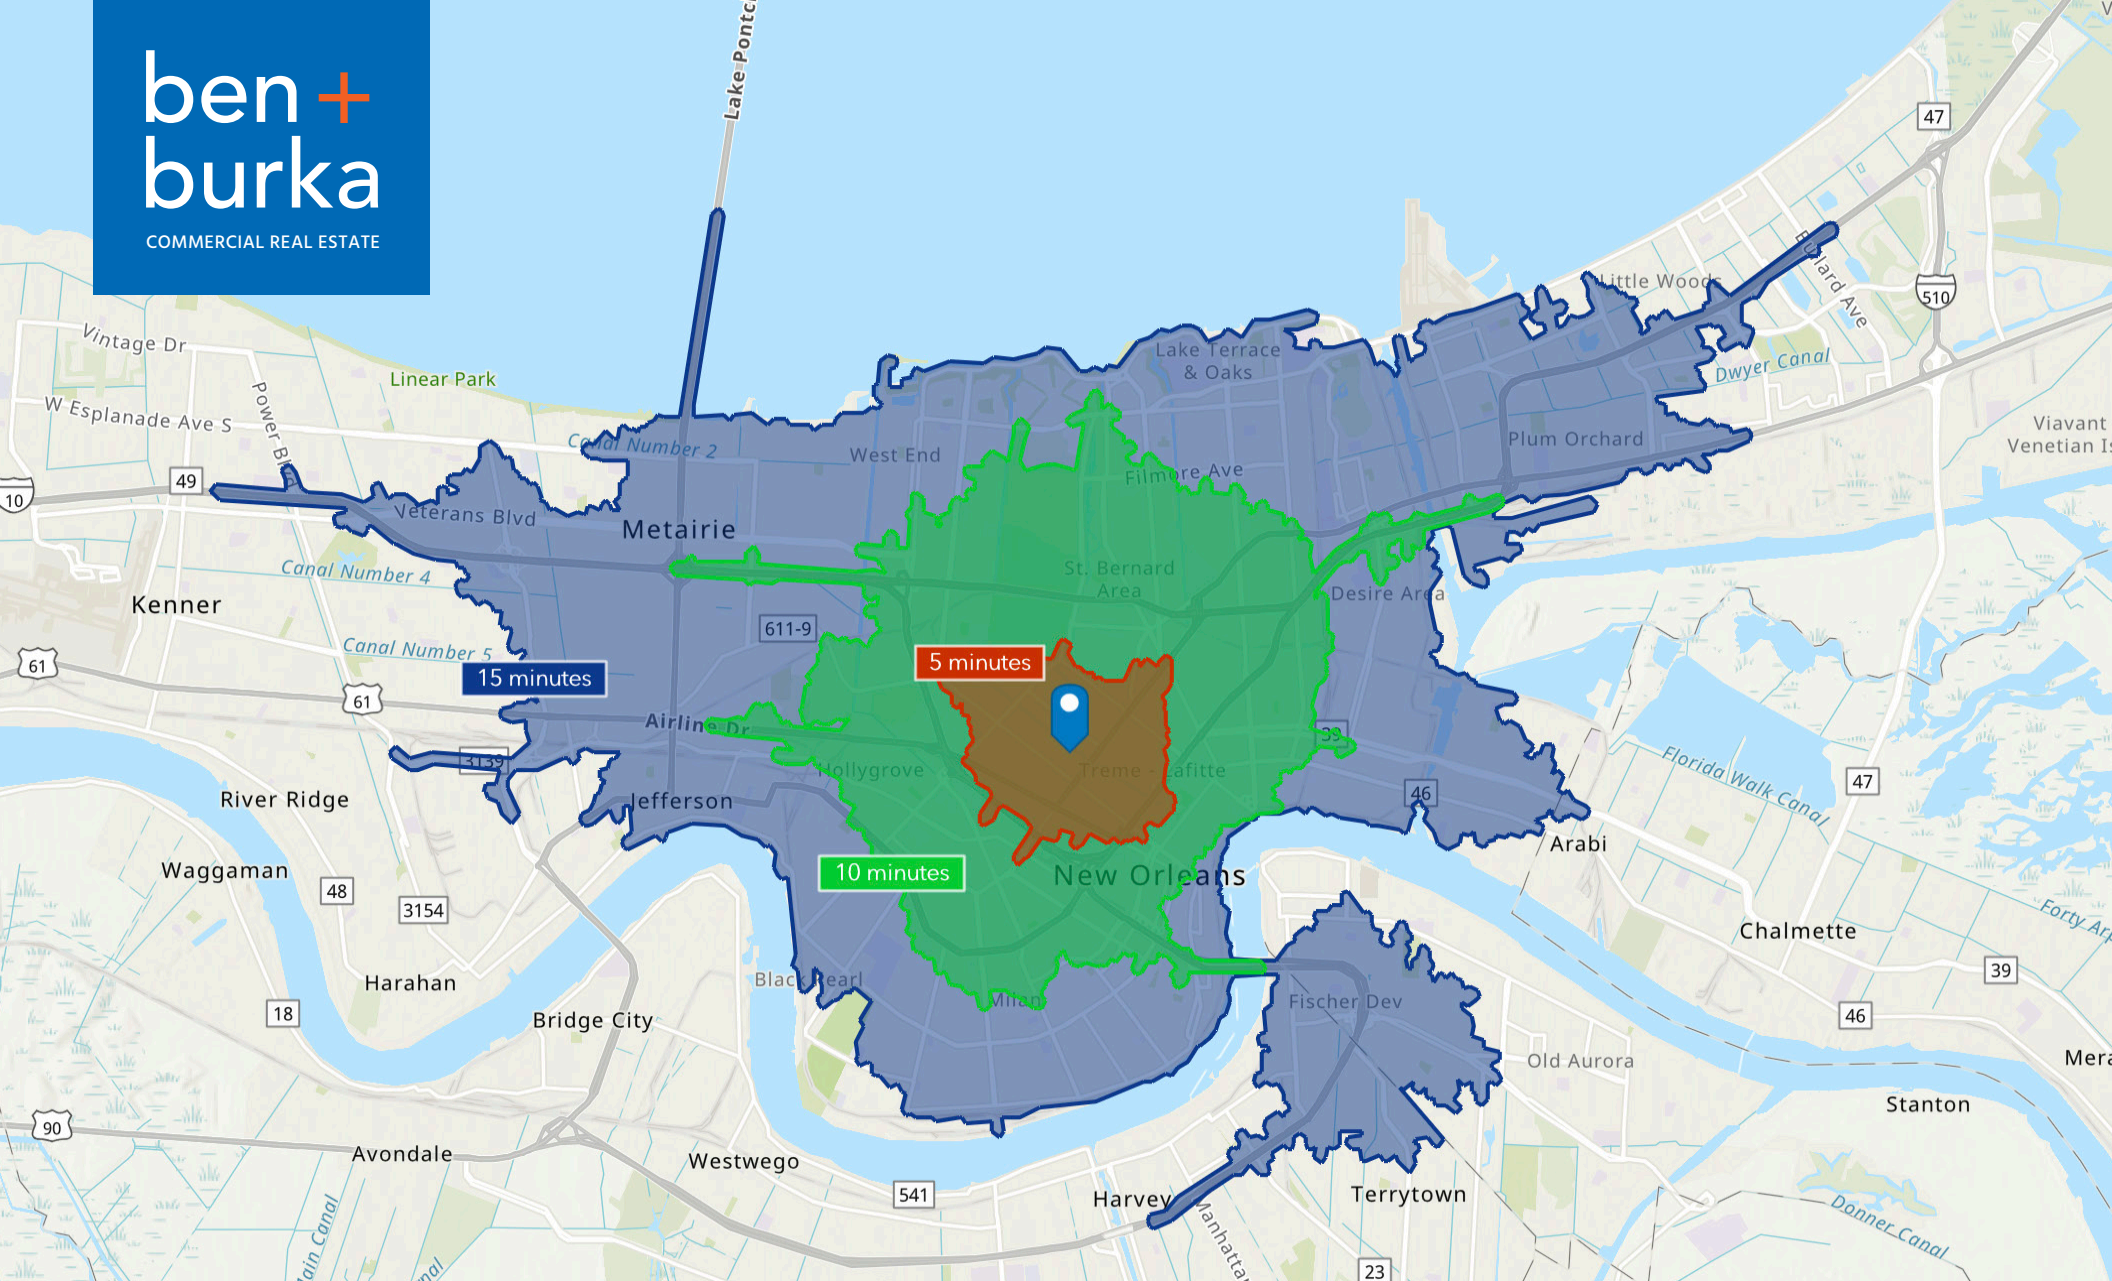 ben +
burka
COMMERCIAL REAL ESTATE
47
Little Woods
510
Vintage Dr
Lake Terrace
& Oaks
Dwyer Canal
Linear Park
Power Blvd
W Esplanade Ave S
Canal Number 2
West End
Plum Orchard
Viavant
Filmore Ave
49
10
Veterans Blvd
Metairie
Canal Number 4
St. Bernard
Area
Desire Area
Kenner
611-9
Canal Number 5
61
5 minutes
15 minutes
61
Airline Dr
39
3139
Hollygrove
Treme - Lafitte
Florida Walk Canal
47
River Ridge
Jefferson
46
Arabi
Waggaman
10 minutes
New Orleans
48
3154
Chalmette
Harahan
Black Pearl
39
Milan
Fischer Dev
18
Bridge City
46
Old Aurora
Stanton
90
Avondale
Westwego
541
Harvey
Terrytown
Donner Canal
23